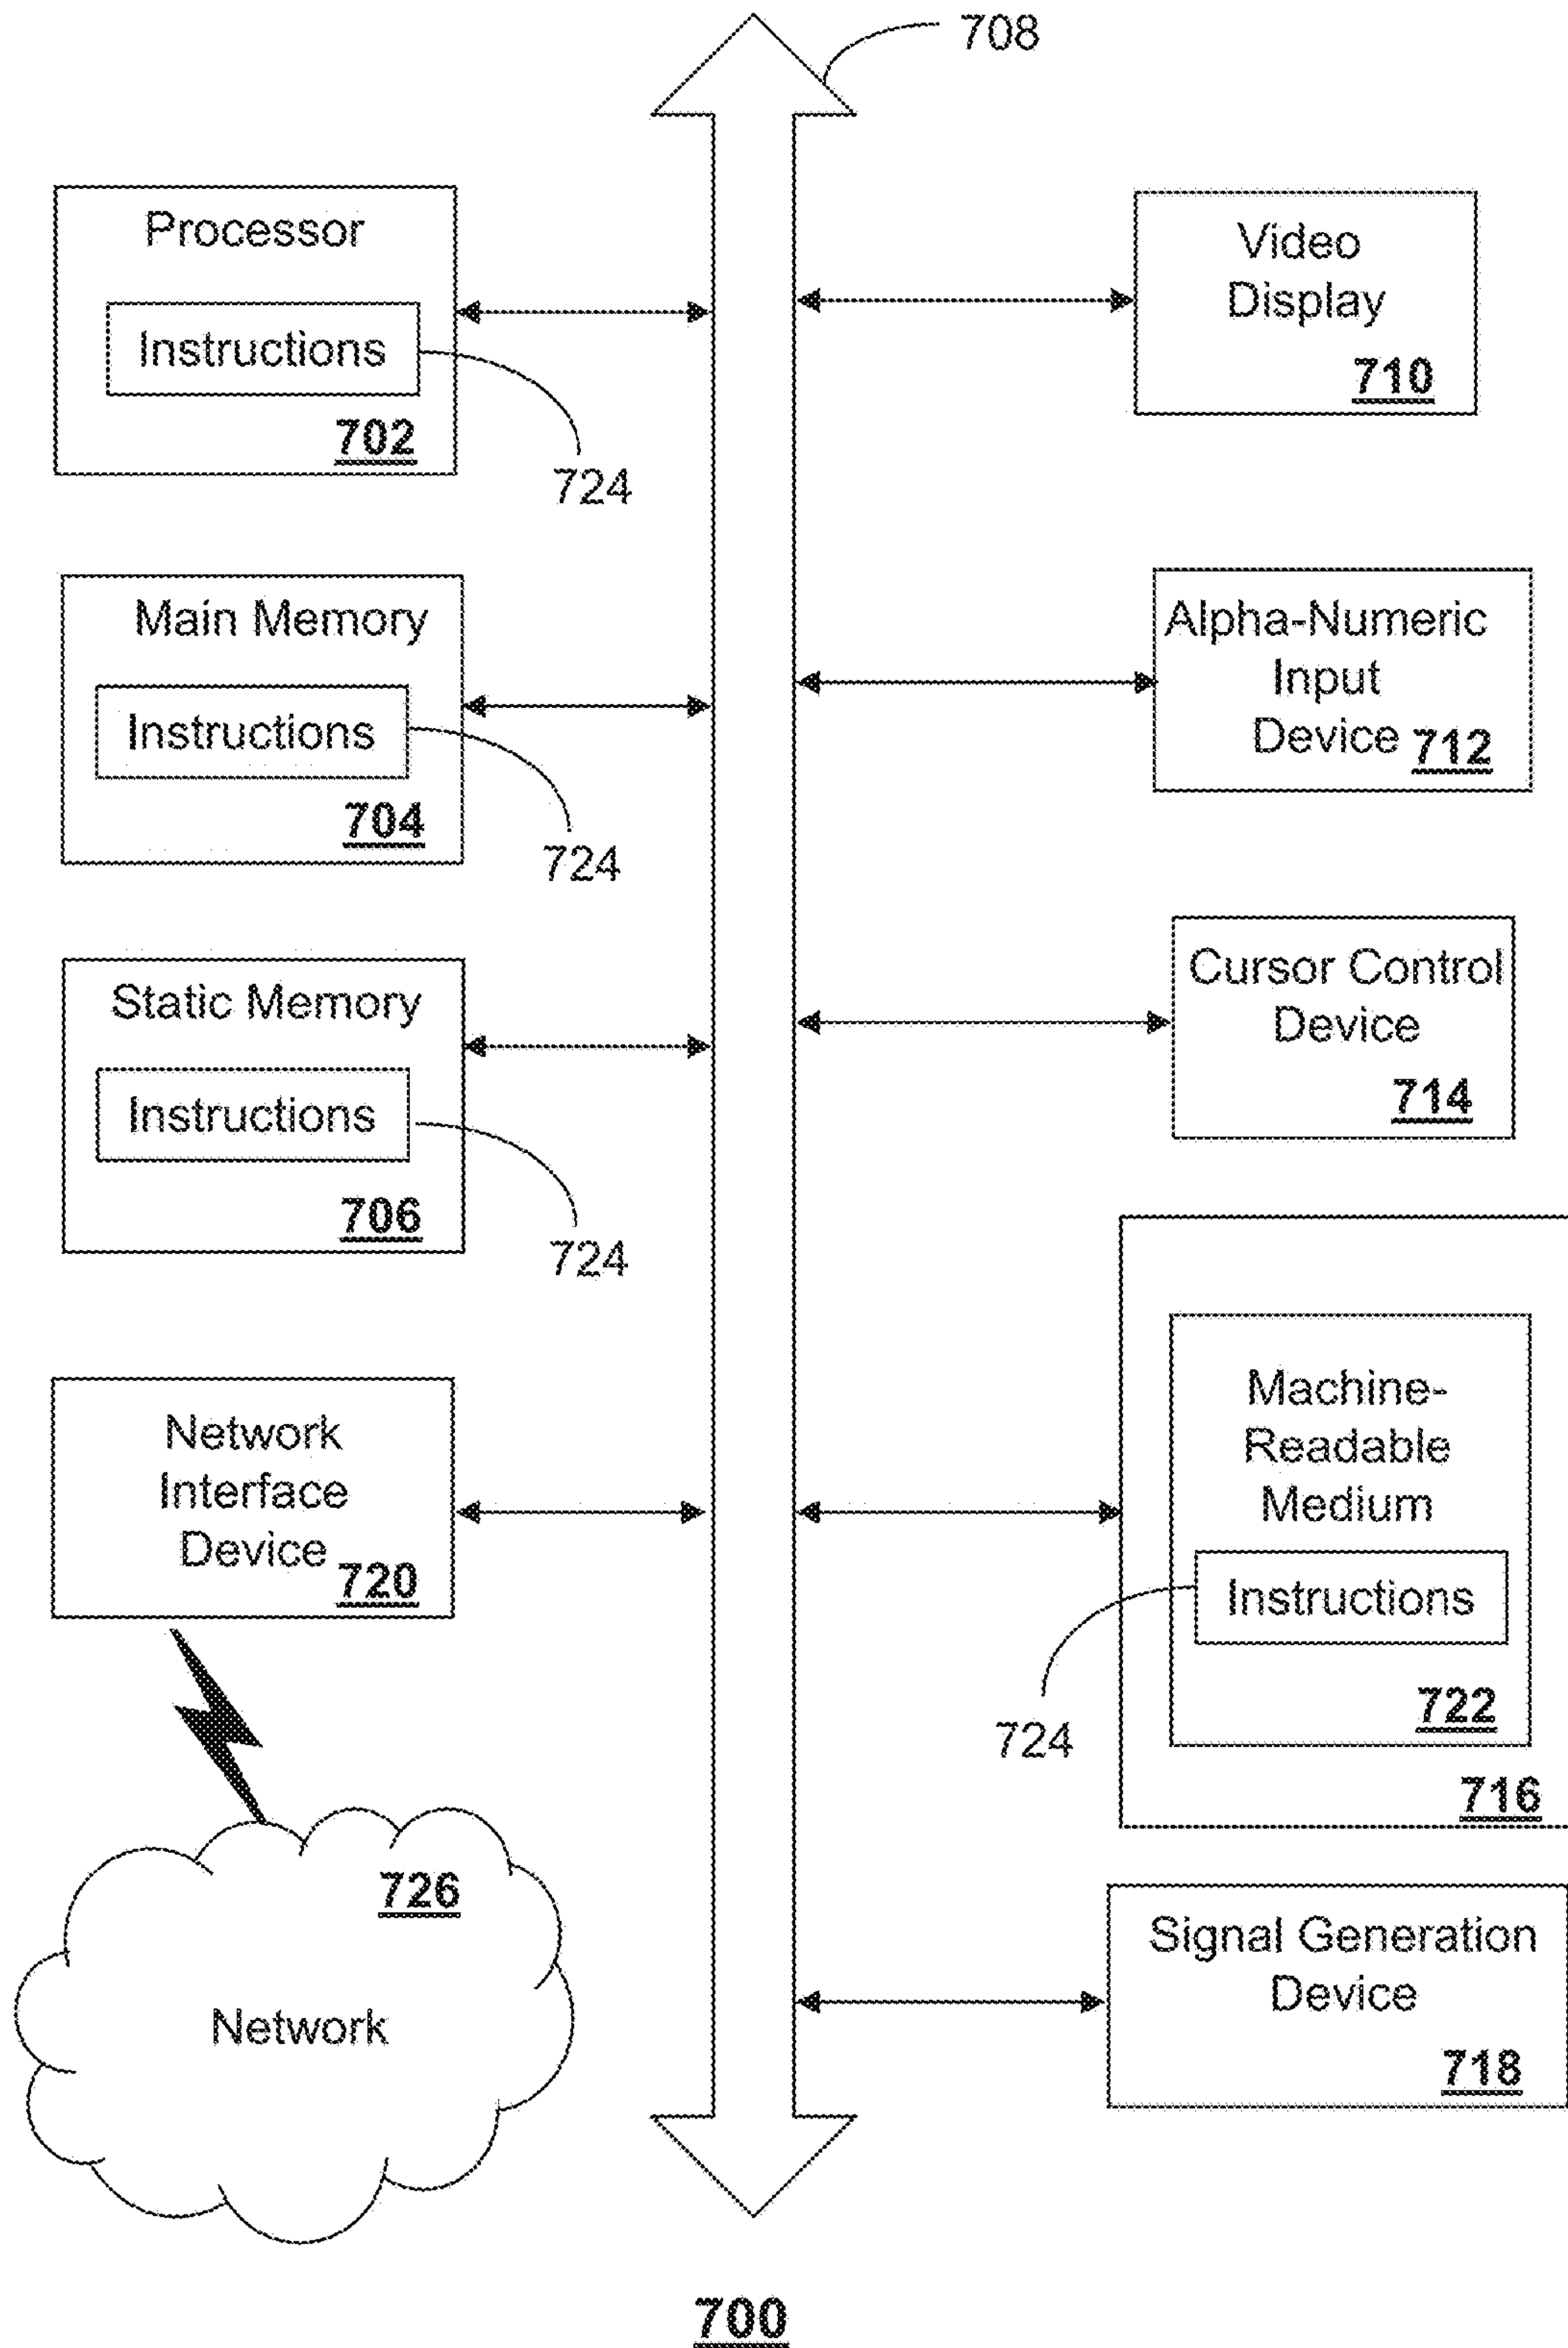 708
Processor
Instructions
702
724
Main Memory
Instructions
704
724
Static Memory
Instructions
706
724
Network
Interface
Device
720
726
Network
Video
Display
710
Alpha-Numeric
Input
Device
712
Cursor Control
Device
714
Machine-
Readable
Medium
Instructions
724
722
716
Signal Generation
Device
718
700